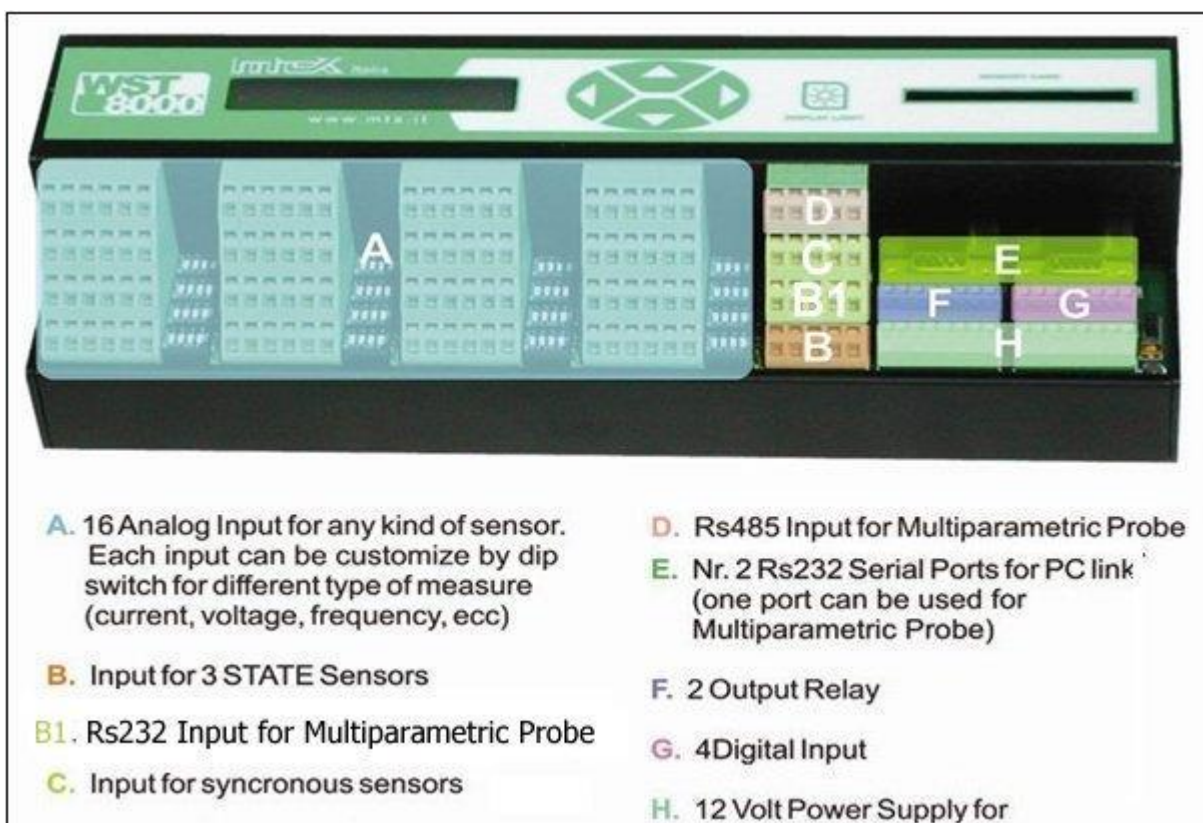 WST
8000
mtx
www.mtx.it
DISPLAY LIGHT
MEMORY CARD
A
D
C
B1
B
E
F
G
H
A. 16 Analog Input for any kind of sensor.
Each input can be customize by dip
switch for different type of measure
(current, voltage, frequency, ecc)
B. Input for 3 STATE Sensors
B1. Rs232 Input for Multiparametric Probe
C. Input for syncronous sensors
D. Rs485 Input for Multiparametric Probe
E. Nr. 2 Rs232 Serial Ports for PC link
(one port can be used for
Multiparametric Probe)
F. 2 Output Relay
G. 4Digital Input
H. 12 Volt Power Supply for